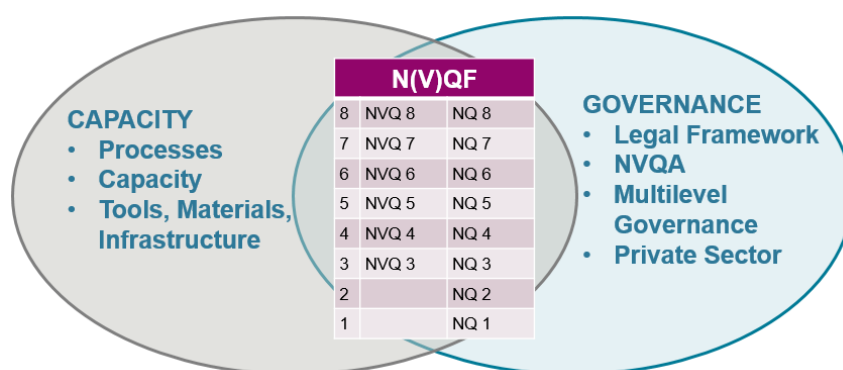 CAPACITY
• Processes
• Capacity
• Tools, Materials,
Infrastructure
N(V)QF
8 NVQ 8 NQ 8
7 NVQ 7 NQ 7
6 NVQ 6 NQ 6
5 NVQ 5 NQ 5
4 NVQ 4 NQ 4
3 NVQ 3 NQ 3
2 NQ 2
1 NQ 1
GOVERNANCE
• Legal Framework
• NVQA
• Multilevel
Governance
• Private Sector